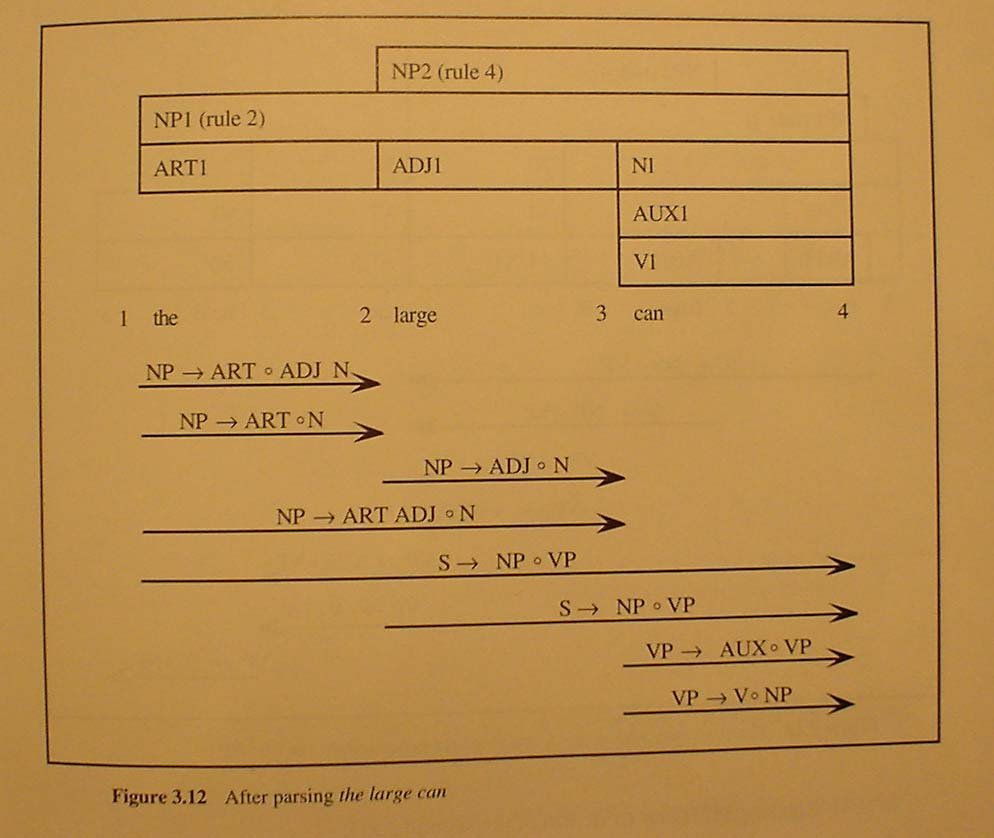 NP2 (rule 4)
NP1 (rule 2)
ART1 ADJ1 N1
AUX1
V1
1 the 2 large 3 can 4
NP → ART ∘ ADJ N
NP → ART ∘ N
NP → ADJ ∘ N
NP → ART ADJ ∘ N
S → NP ∘ VP
S → NP ∘ VP
VP → AUX ∘ VP
VP → V ∘ NP
Figure 3.12 After parsing the large can